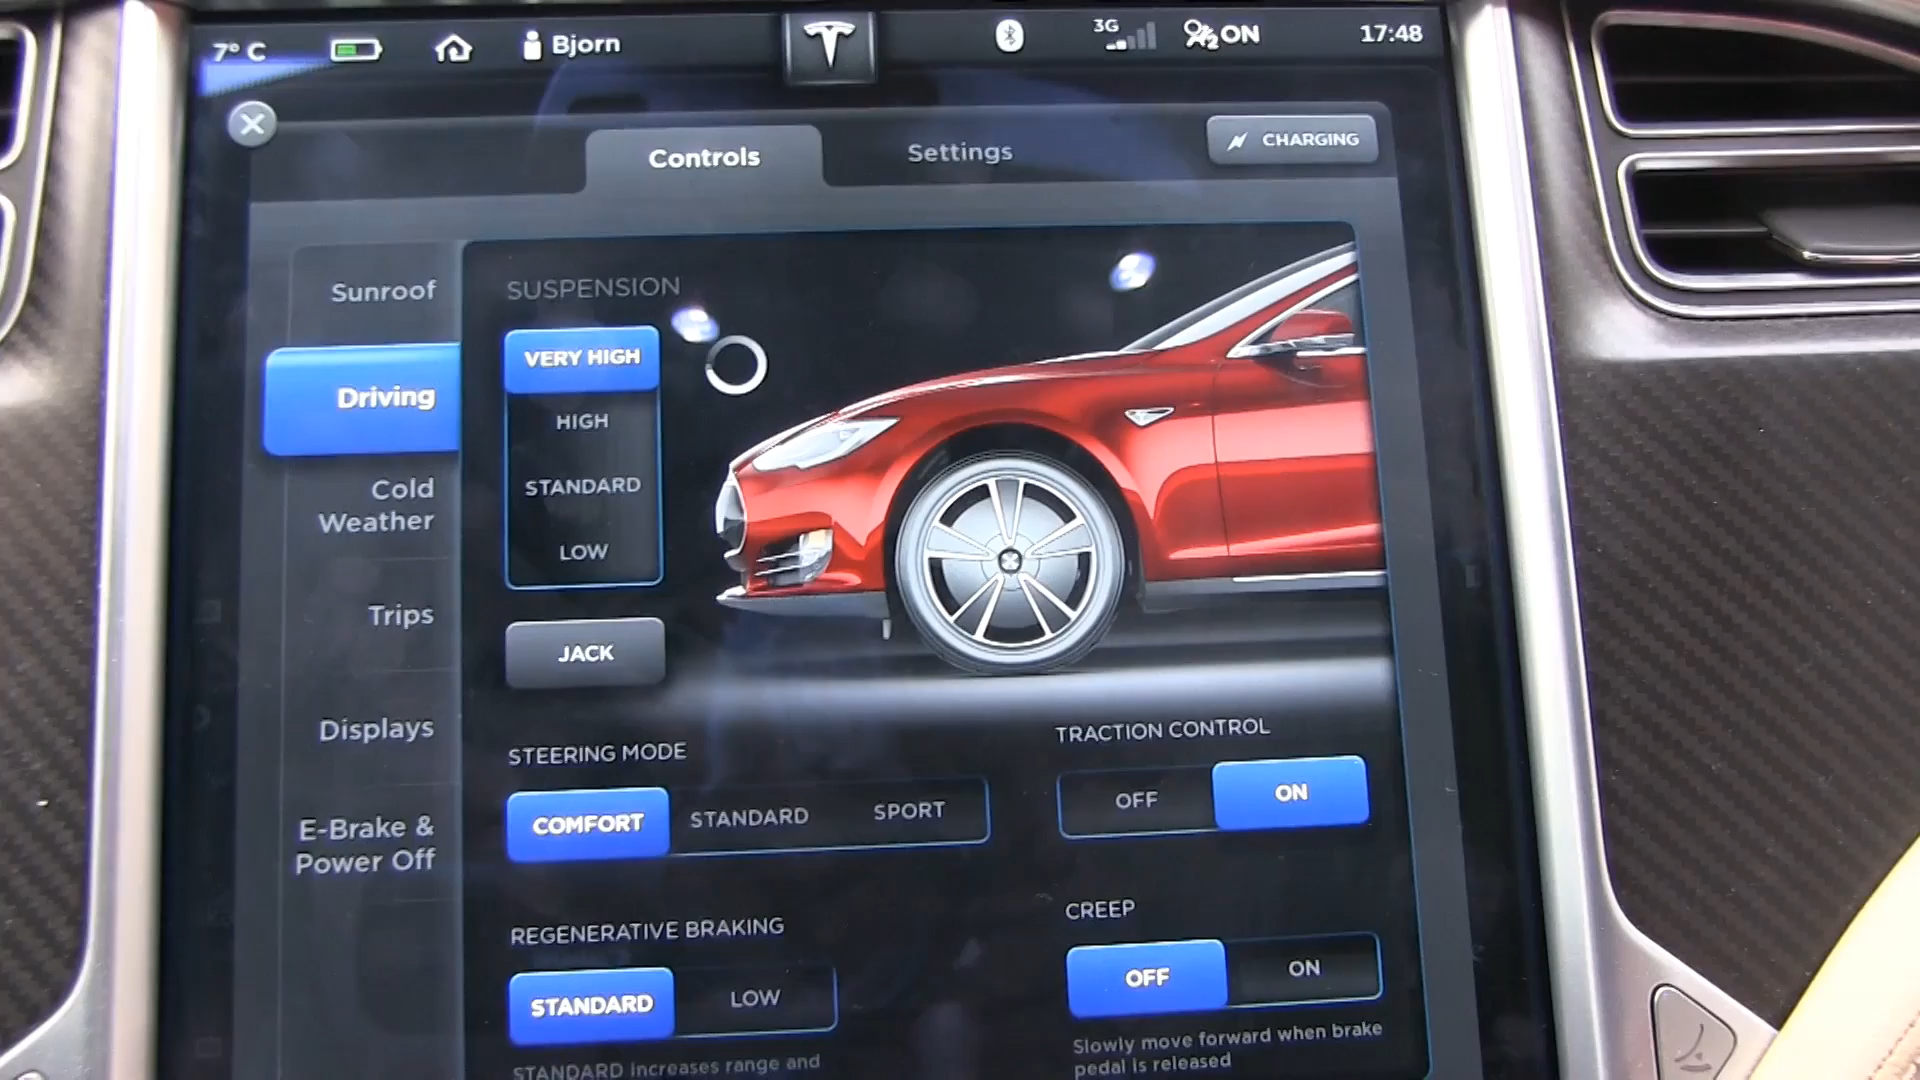 7° C
Bjorn
3G
2 ON
17:48
Controls
Settings
CHARGING
Sunroof
Driving
Cold
Weather
Trips
Displays
E-Brake &
Power Off
SUSPENSION
VERY HIGH
HIGH
STANDARD
LOW
JACK
STEERING MODE
COMFORT
STANDARD
SPORT
TRACTION CONTROL
OFF
ON
REGENERATIVE BRAKING
STANDARD
LOW
STANDARD increases range and
CREEP
OFF
ON
Slowly move forward when brake
pedal is released